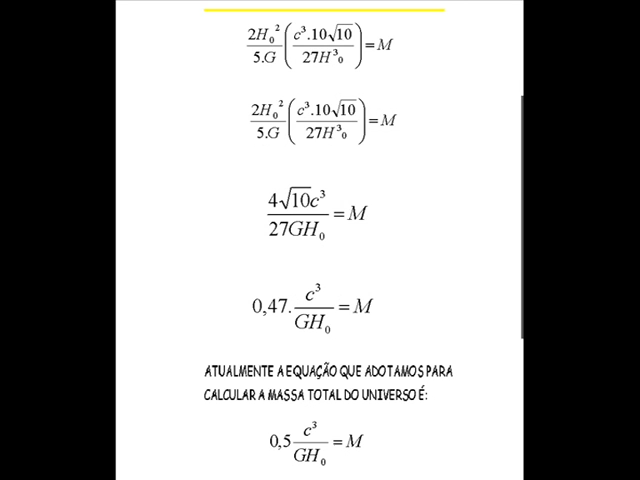 2H₀²/5.G (c³.10√10/27H³₀) = M
2H₀²/5.G (c³.10√10/27H³₀) = M
4√10c³/27GH₀ = M
0,47. c³/GH₀ = M
ATUALMENTE A EQUAÇÃO QUE ADOTAMOS PARA
CALCULAR A MASSA TOTAL DO UNIVERSO É:
0,5 c³/GH₀ = M